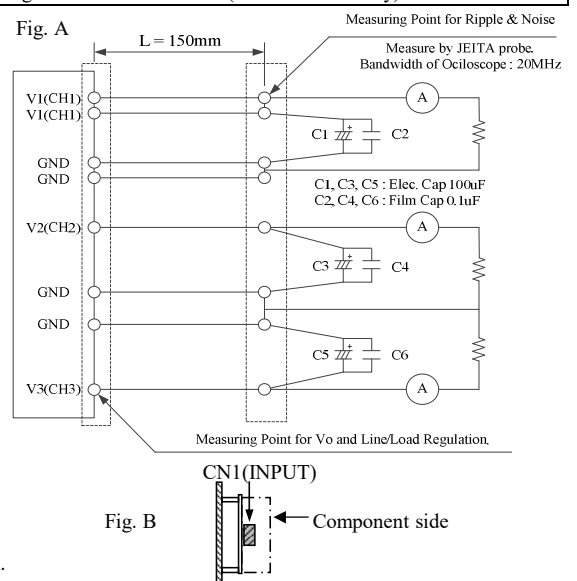 Fig. A
L = 150mm
Measuring Point for Ripple & Noise
Measure by JEITA probe.
Bandwidth of Ociloscope : 20MHz
V1(CH1)
V1(CH1)
A
C1
+
C2
GND
GND
C1, C3, C5 : Elec. Cap 100uF
C2, C4, C6 : Film Cap 0.1uF
V2(CH2)
A
C3
+
C4
GND
GND
C5
+
C6
V3(CH3)
A
Measuring Point for Vo and Line/Load Regulation.
CN1(INPUT)
Fig. B
Component side